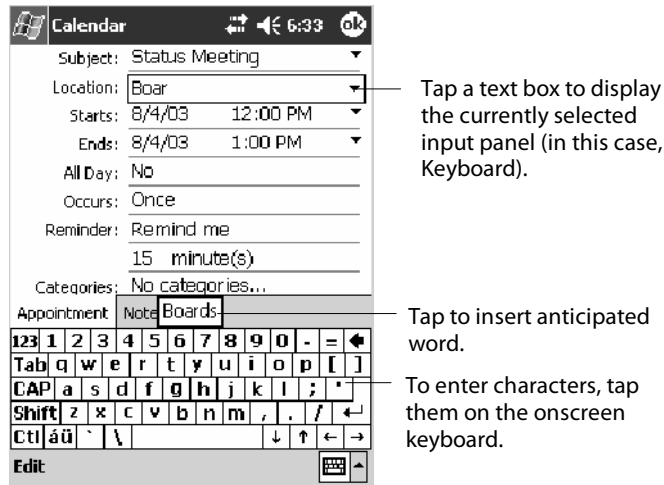 Calendar 6:33 ok
Subject: Status Meeting
Location: Boar
Starts: 8/4/03 12:00 PM
Ends: 8/4/03 1:00 PM
All Day: No
Occurs: Once
Reminder: Remind me
15 minute(s)
Categories: No categories...
Appointment Note Boards
123 1 2 3 4 5 6 7 8 9 0 - = 
Tab q w e r t y u i o p [ ]
CAP a s d f g h j k l ; '
Shift z x c v b n m , . / ↵
Ctl áü ` \ ↓ ↑ ← →
Edit
Tap a text box to display
the currently selected
input panel (in this case,
Keyboard).
Tap to insert anticipated
word.
To enter characters, tap
them on the onscreen
keyboard.